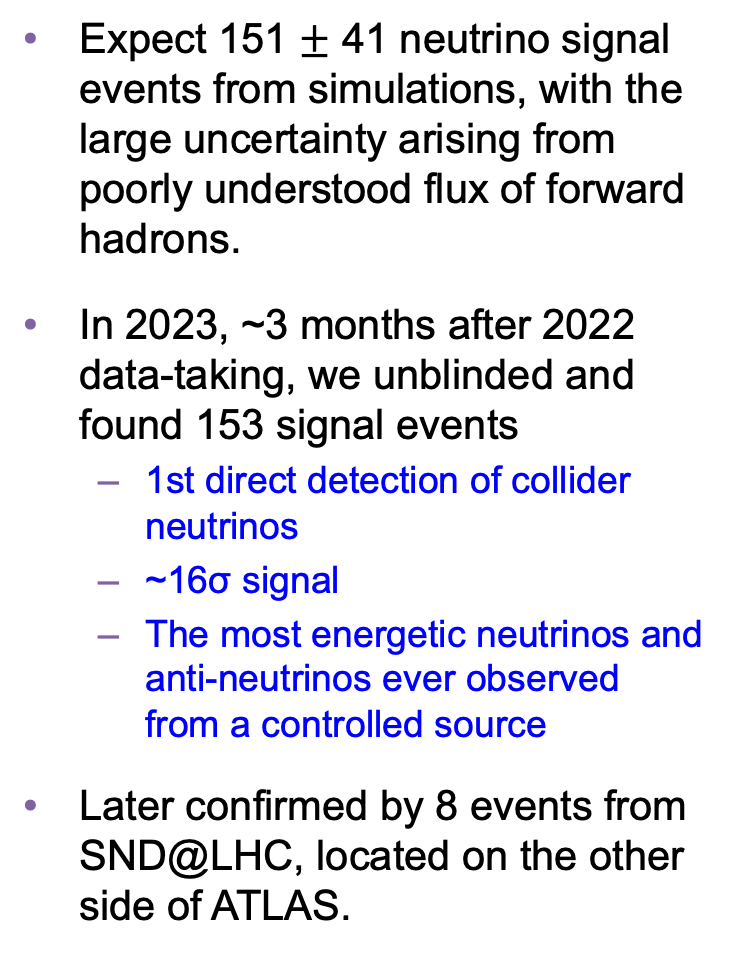 • Expect 151 ± 41 neutrino signal
events from simulations, with the
large uncertainty arising from
poorly understood flux of forward
hadrons.
• In 2023, ~3 months after 2022
data-taking, we unblinded and
found 153 signal events
– 1st direct detection of collider
neutrinos
– ~16σ signal
– The most energetic neutrinos and
anti-neutrinos ever observed
from a controlled source
• Later confirmed by 8 events from
SND@LHC, located on the other
side of ATLAS.